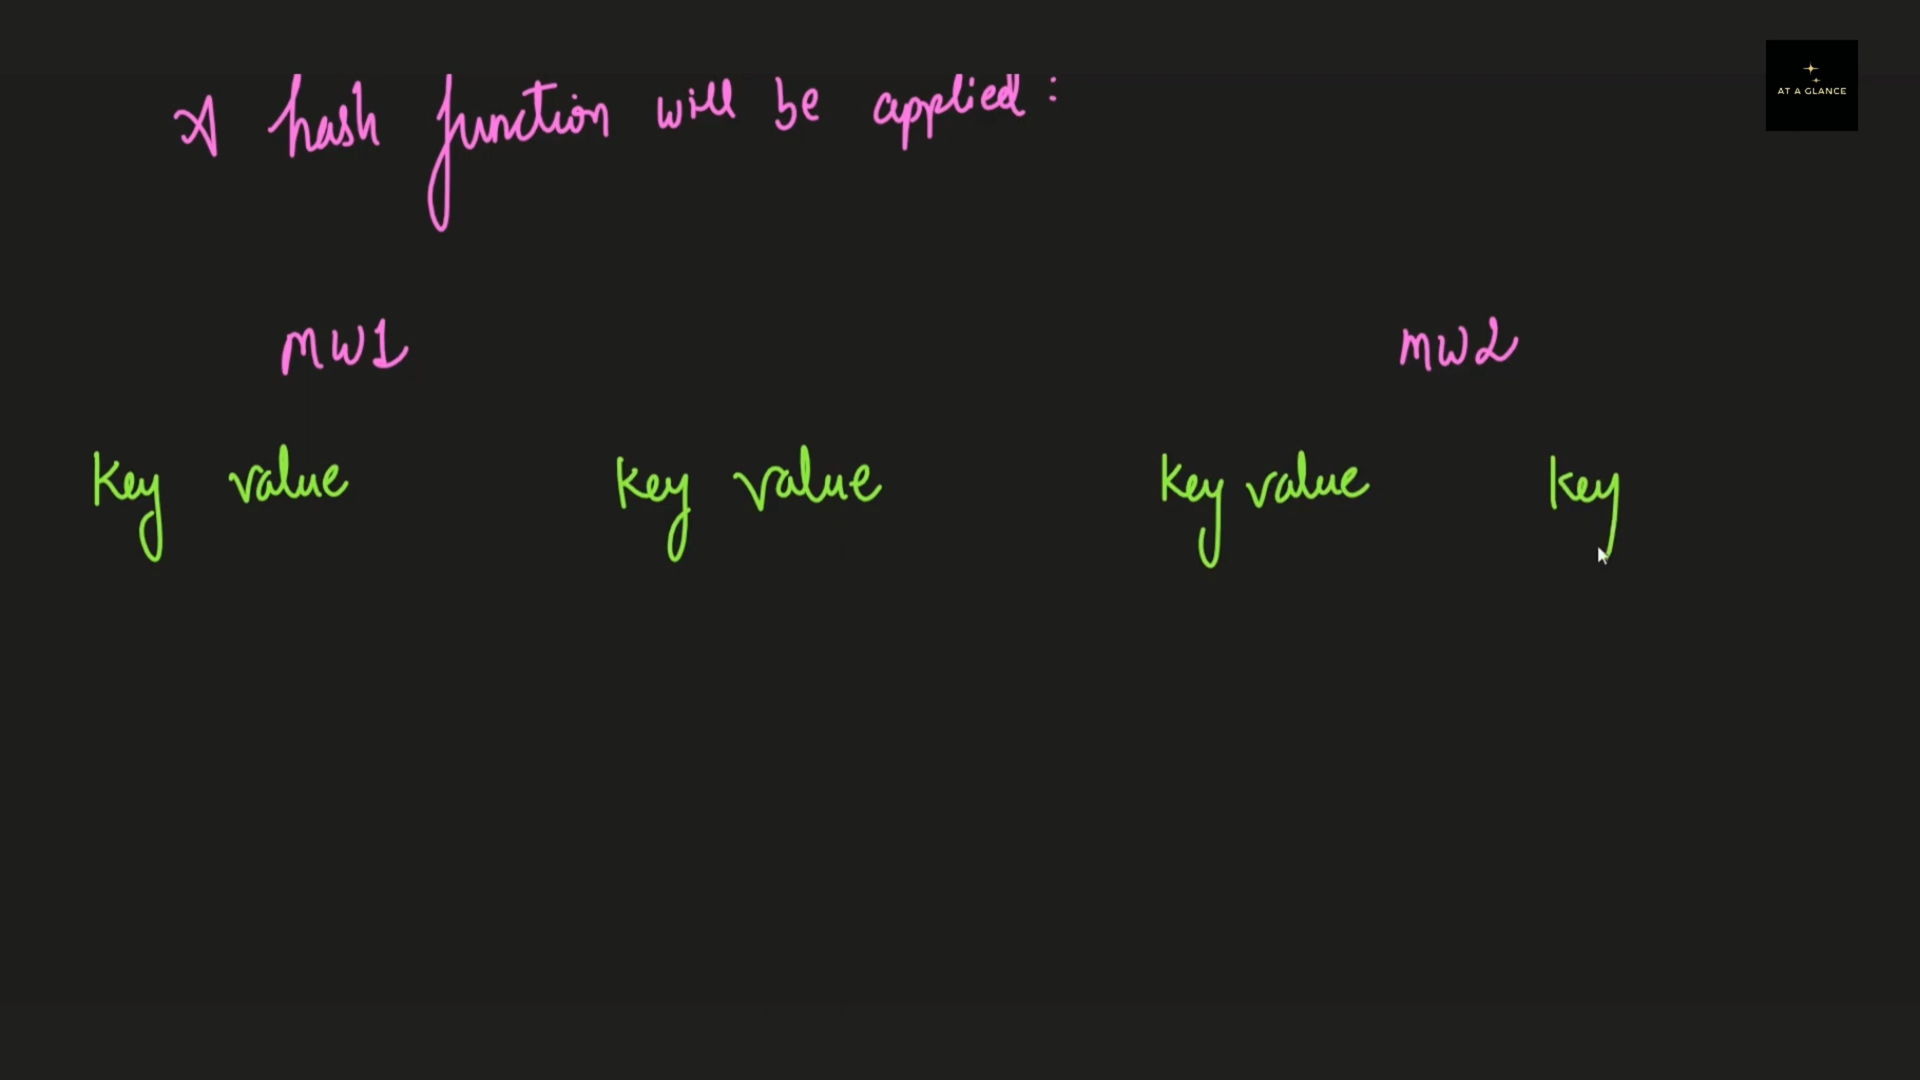 A hash function will be applied:
AT A GLANCE
MW1 MW2
Key value Key value Key value Key